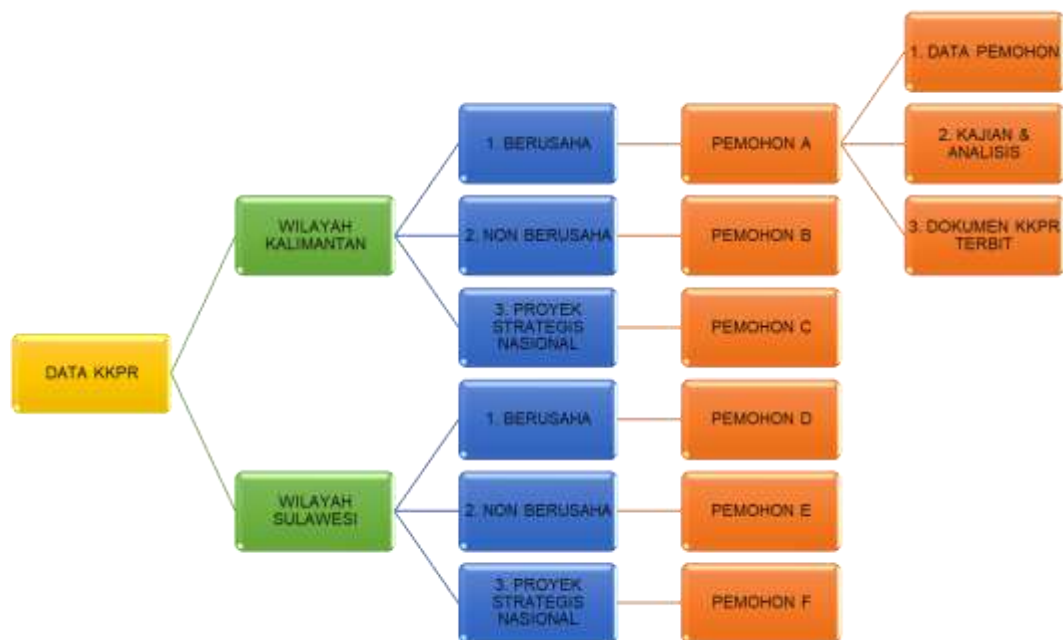 DATA KKPR
WILAYAH
KALIMANTAN
1. BERUSAHA
PEMOHON A
1. DATA PEMOHON
2. KAJIAN &
ANALISIS
3. DOKUMEN KKPR
TERBIT
2. NON BERUSAHA
PEMOHON B
3. PROYEK
STRATEGIS
NASIONAL
PEMOHON C
WILAYAH
SULAWESI
1. BERUSAHA
PEMOHON D
2. NON BERUSAHA
PEMOHON E
3. PROYEK
STRATEGIS
NASIONAL
PEMOHON F